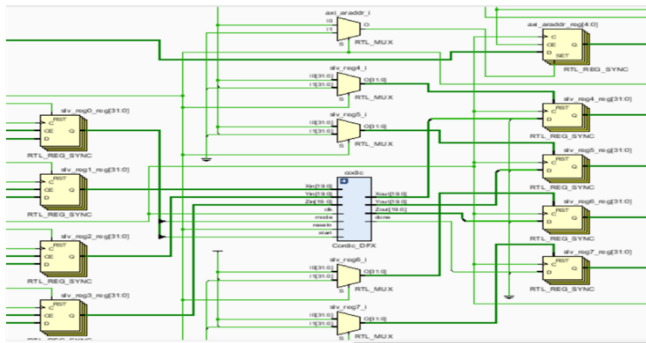 axi_araddr_i
I0
I1
O
S
RTL_MUX
axi_araddr_reg[4:0]
C
CE
D
Q
SET
RTL_REG_SYNC
slv_reg4_i
I0[31:0]
I1[31:0]
O[31:0]
S
RTL_MUX
slv_reg0_reg[31:0]
RST
C
CE
D
Q
RTL_REG_SYNC
slv_reg5_i
I0[31:0]
I1[31:0]
O[31:0]
S
RTL_MUX
slv_reg4_reg[31:0]
RST
C
CE
D
Q
RTL_REG_SYNC
slv_reg1_reg[31:0]
RST
C
CE
D
Q
RTL_REG_SYNC
cordic
Xin[19:0]
Yin[19:0]
Zin[19:0]
clk
mode
resetn
start
Xout[19:0]
Yout[19:0]
Zout[19:0]
done
Cordic_DFX
slv_reg5_reg[31:0]
RST
C
CE
D
Q
RTL_REG_SYNC
slv_reg2_reg[31:0]
RST
C
CE
D
Q
RTL_REG_SYNC
slv_reg6_reg[31:0]
RST
C
CE
D
Q
RTL_REG_SYNC
slv_reg6_i
I0[31:0]
I1[31:0]
O[31:0]
S
RTL_MUX
slv_reg7_reg[31:0]
RST
C
CE
D
Q
RTL_REG_SYNC
slv_reg3_reg[31:0]
RST
C
CE
D
Q
RTL_REG_SYNC
slv_reg7_i
I0[31:0]
I1[31:0]
O[31:0]
S
RTL_MUX